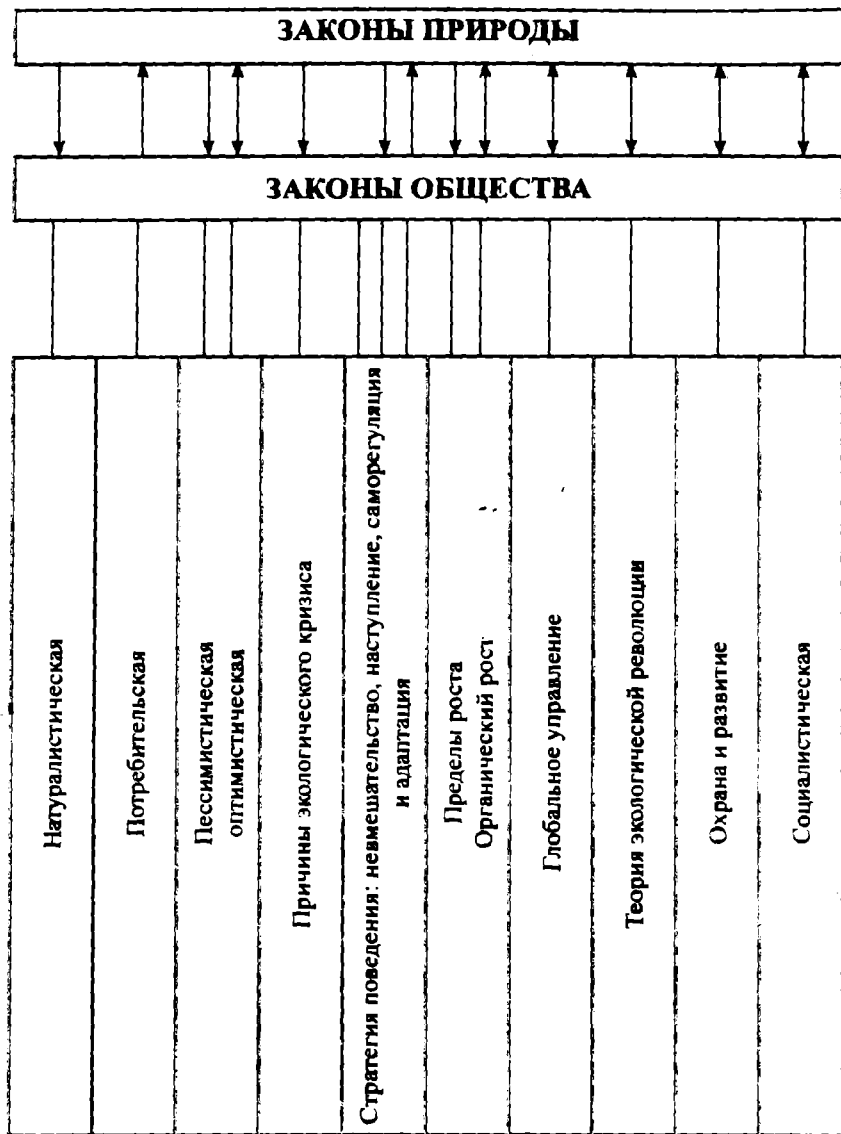 ЗАКОНЫ ПРИРОДЫ
ЗАКОНЫ ОБЩЕСТВА
Натуралистическая
Потребительская
Пессимистическая
оптимистическая
Причины экологического кризиса
Стратегия поведения: невмешательство, наступление, саморегуляция
и адаптация
Пределы роста
Органический рост
Глобальное управление
Теория экологической революции
Охрана и развитие
Социалистическая